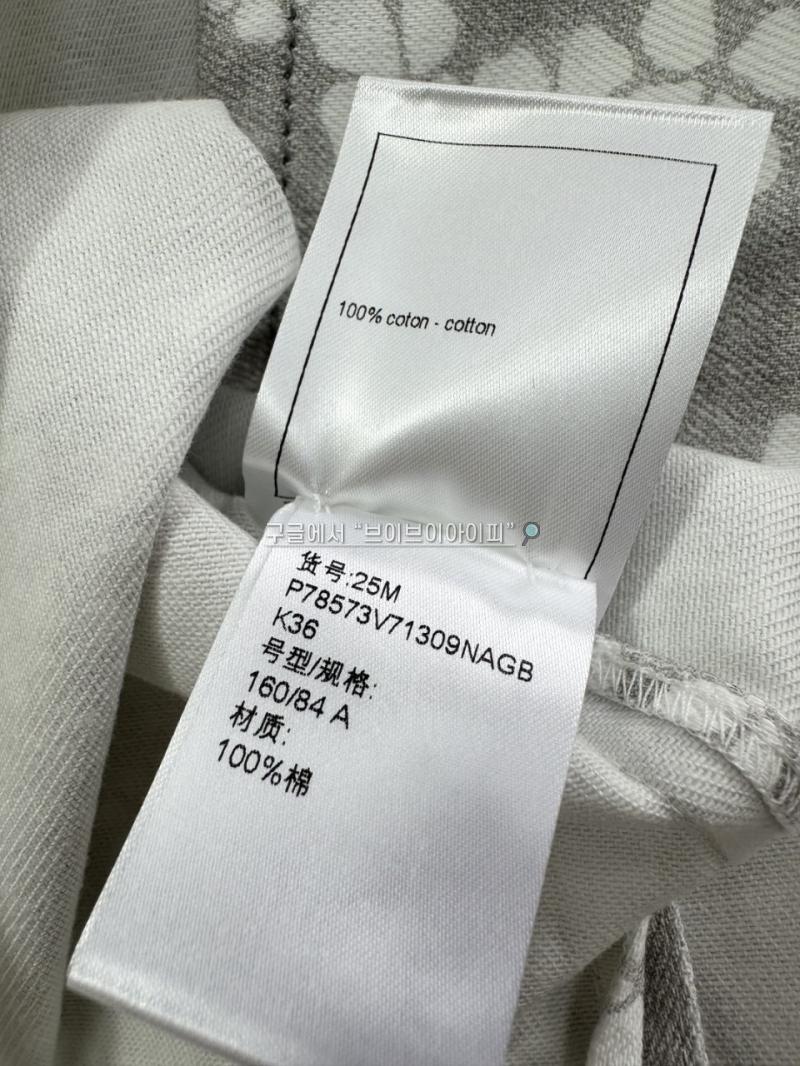 100% coton - cotton
구글에서 “브이브이아이피”
货号:25M
P78573V71309NAGB
K36
号型/规格:
160/84 A
材质:
100%棉